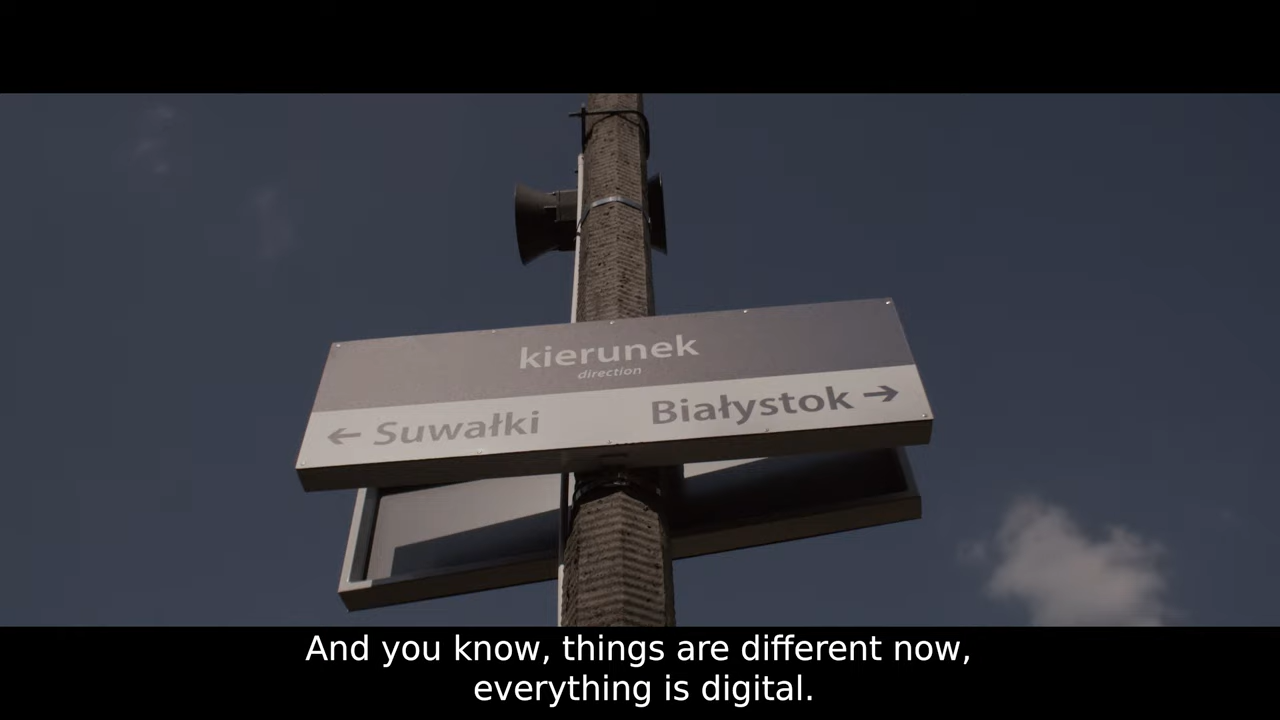 kierunek
direction
← Suwałki Białystok →
And you know, things are different now,
everything is digital.